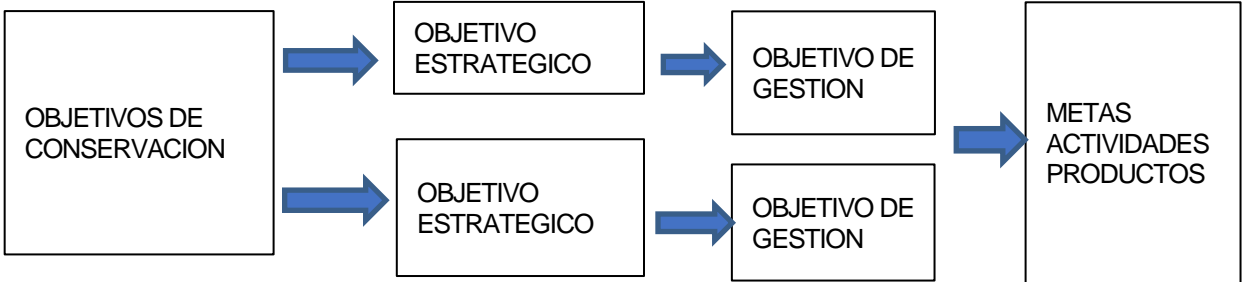 OBJETIVOS DE
CONSERVACION
OBJETIVO
ESTRATEGICO
OBJETIVO DE
GESTION
OBJETIVO
ESTRATEGICO
OBJETIVO DE
GESTION
METAS
ACTIVIDADES
PRODUCTOS